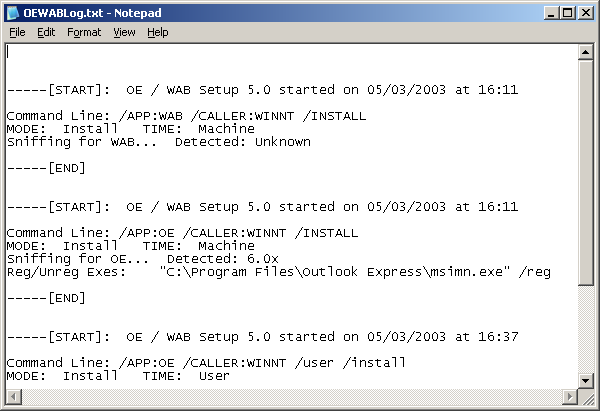 OEWABLog.txt - Notepad
File Edit Format View Help
-----[START]:  OE / WAB Setup 5.0 started on 05/03/2003 at 16:11
Command Line: /APP:WAB /CALLER:WINNT /INSTALL
MODE:  Install   TIME:  Machine
Sniffing for WAB...  Detected: Unknown
-----[END]
-----[START]:  OE / WAB Setup 5.0 started on 05/03/2003 at 16:11
Command Line: /APP:OE /CALLER:WINNT /INSTALL
MODE:  Install   TIME:  Machine
Sniffing for OE...  Detected: 6.0x
Reg/Unreg Exes:    "C:\Program Files\Outlook Express\msimn.exe" /reg
-----[END]
-----[START]:  OE / WAB Setup 5.0 started on 05/03/2003 at 16:37
Command Line: /APP:OE /CALLER:WINNT /user /install
MODE:  Install   TIME:  User